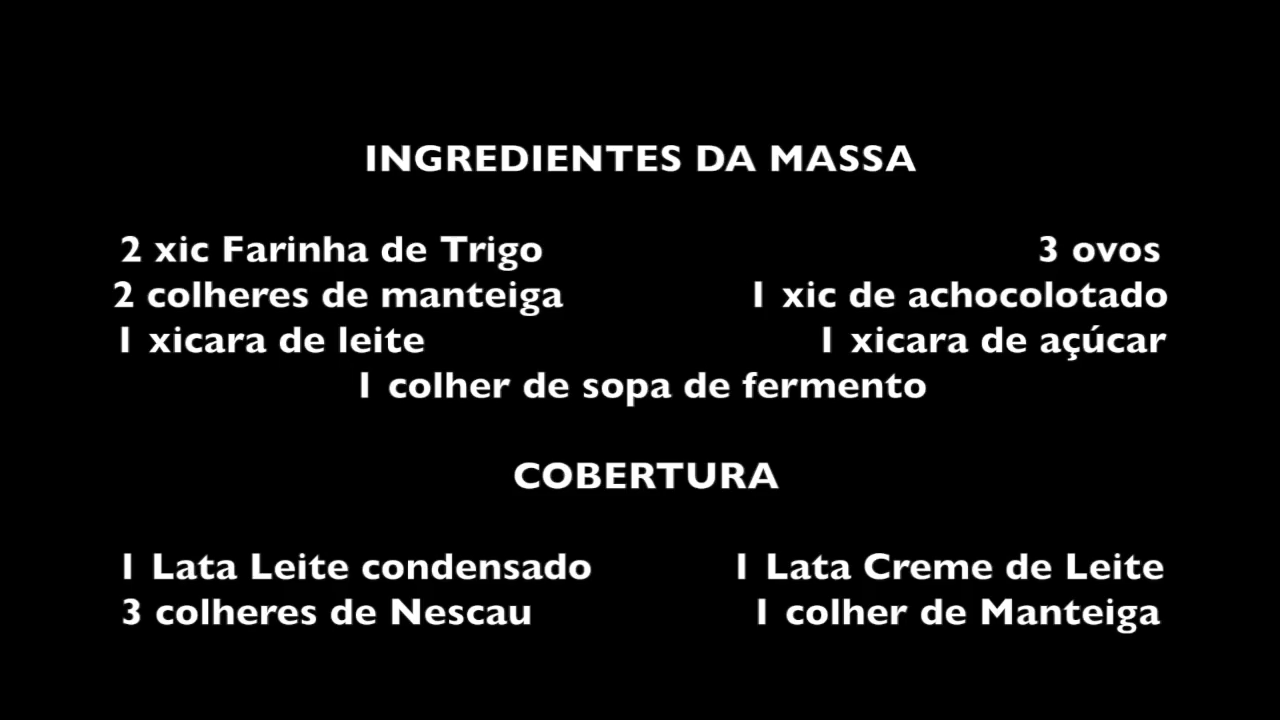 INGREDIENTES DA MASSA
2 xic Farinha de Trigo 3 ovos
2 colheres de manteiga 1 xic de achocolotado
1 xicara de leite 1 xicara de açúcar
1 colher de sopa de fermento
COBERTURA
1 Lata Leite condensado 1 Lata Creme de Leite
3 colheres de Nescau 1 colher de Manteiga